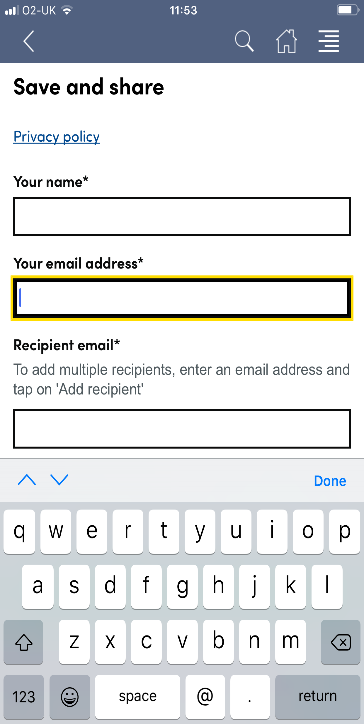 O2-UK 11:53
Save and share
Privacy policy
Your name*
Your email address*
Recipient email*
To add multiple recipients, enter an email address and
tap on 'Add recipient'
Done
q w e r t y u i o p
a s d f g h j k l
z x c v b n m
123 space @ . return